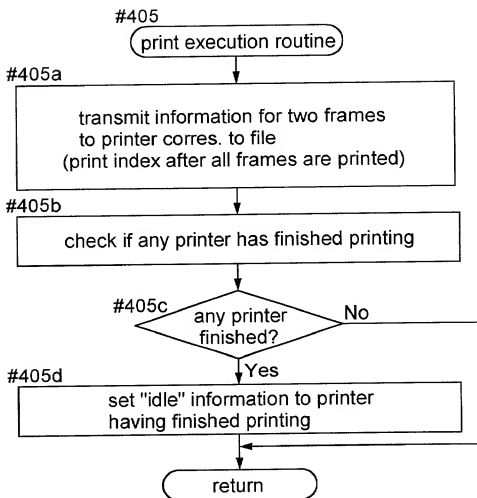 #405
print execution routine
#405a
transmit information for two frames
to printer corres. to file
(print index after all frames are printed)
#405b
check if any printer has finished printing
#405c
any printer
finished?
No
Yes
#405d
set "idle" information to printer
having finished printing
return